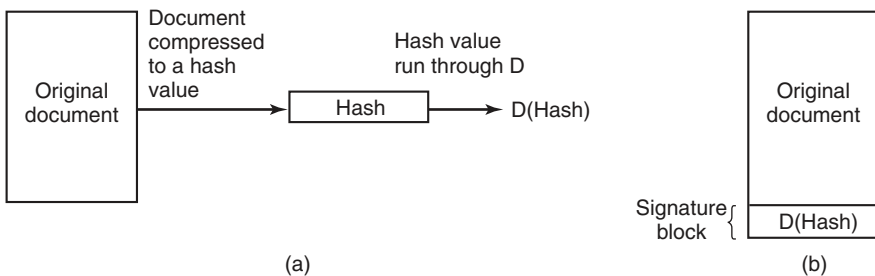 Original
document
Document
compressed
to a hash
value
Hash
Hash value
run through D
D(Hash)
(a)
Original
document
Signature
block
D(Hash)
(b)